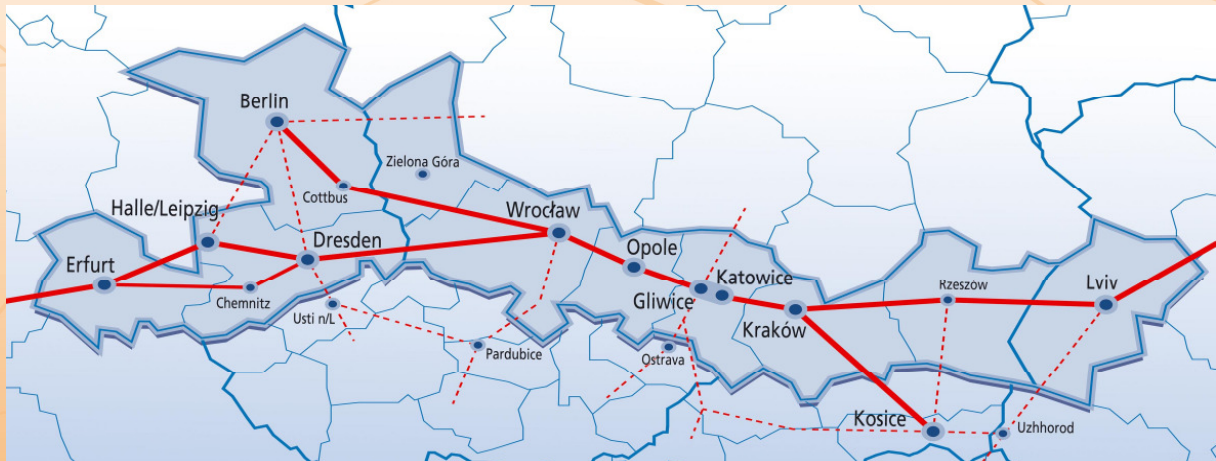 Berlin
Zielona Góra
Cottbus
Halle/Leipzig
Wrocław
Dresden
Opole
Erfurt
Katowice
Chemnitz
Gliwice
Rzeszów
Lviv
Usti n/L
Kraków
Pardubice
Ostrava
Kosice
Uzhhorod